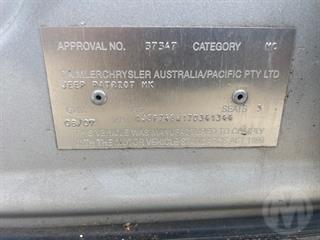 APPROVAL NO. 37347 CATEGORY MC
DAIMLERCHRYSLER AUSTRALIA/PACIFIC PTY LTD
JEEP PATRIOT MK
SEATS 5
08/07
THIS VEHICLE WAS MANUFACTURED TO COMPLY
WITH THE MOTOR VEHICLE STANDARDS ACT 1989